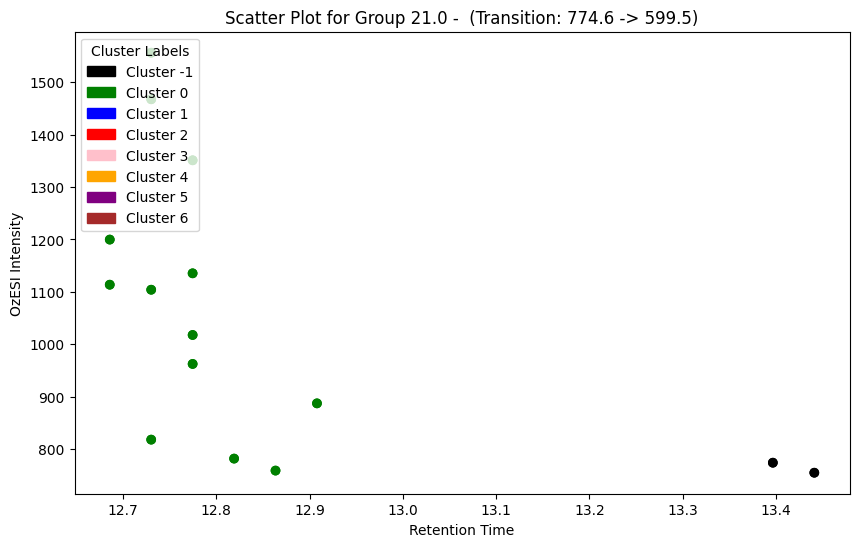 Scatter Plot for Group 21.0 -  (Transition: 774.6 -> 599.5)
Cluster Labels
Cluster -1
Cluster 0
Cluster 1
Cluster 2
Cluster 3
Cluster 4
Cluster 5
Cluster 6
OzESI Intensity
1500
1400
1300
1200
1100
1000
900
800
12.7 12.8 12.9 13.0 13.1 13.2 13.3 13.4
Retention Time